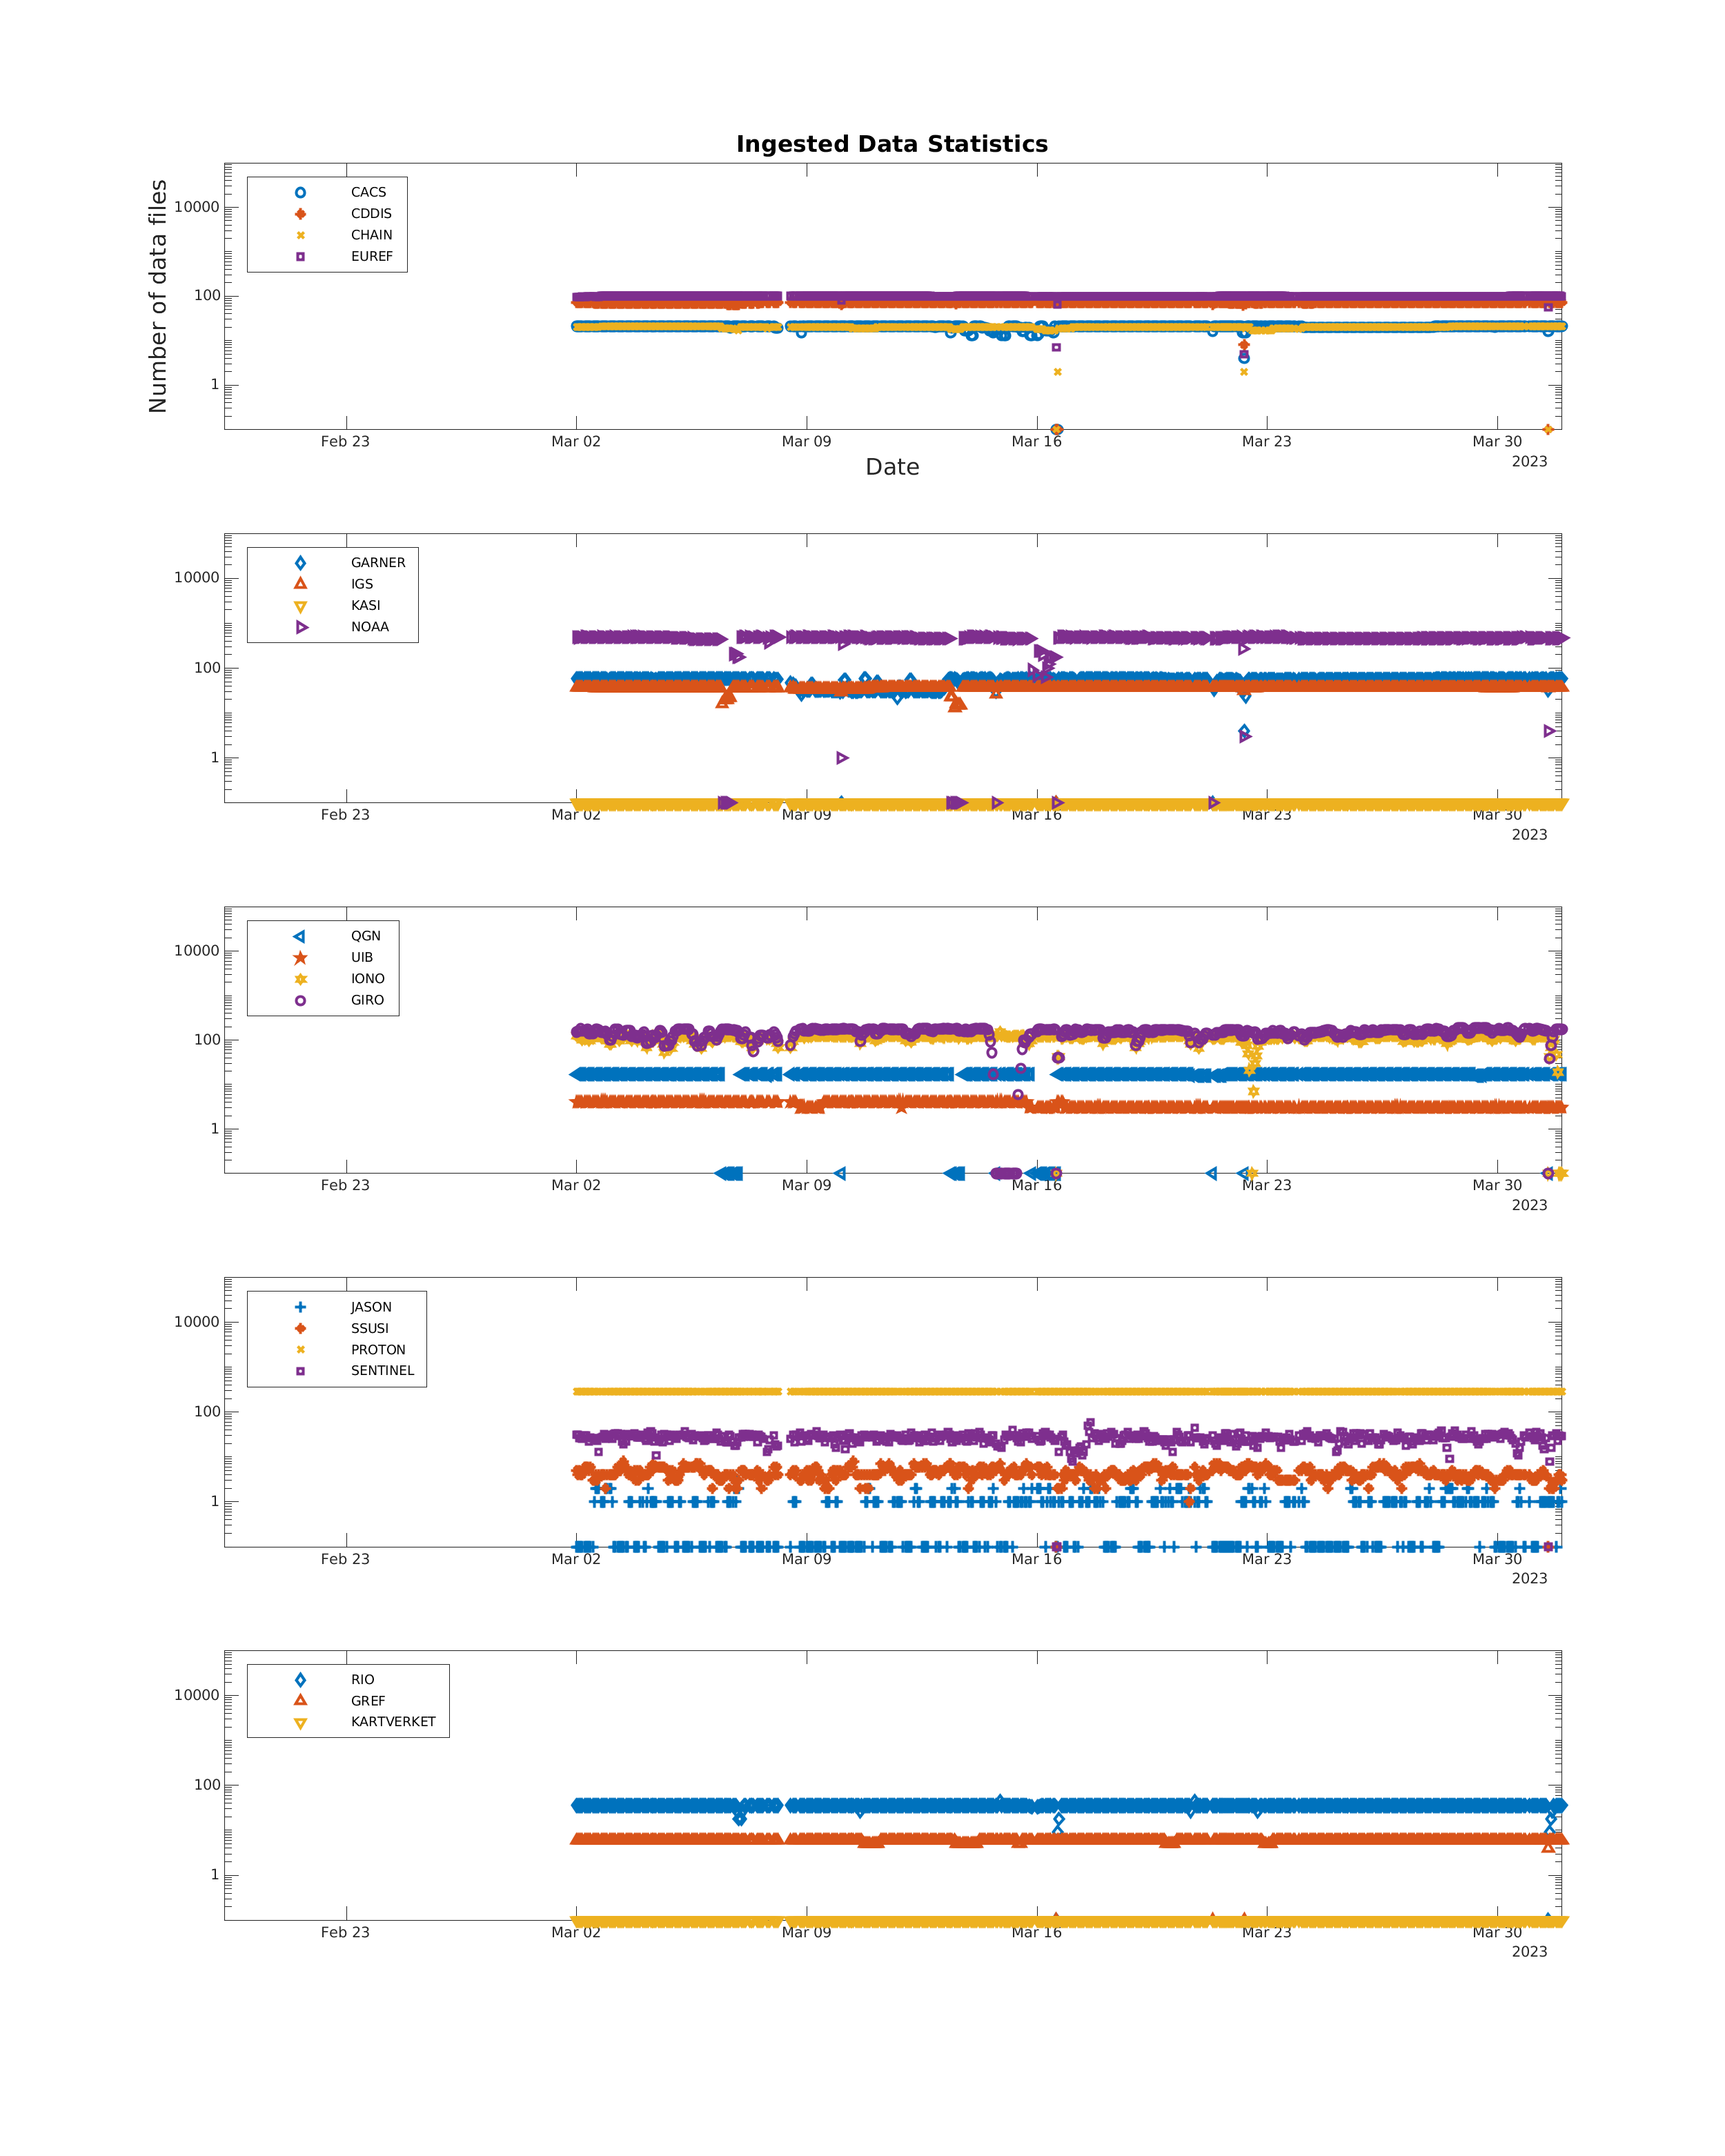 Ingested Data Statistics
Number of data files
10000
100
1
CACS
CDDIS
CHAIN
EUREF
Feb 23 Mar 02 Mar 09 Mar 16 Mar 23 Mar 30
2023
Date
10000
100
1
GARNER
IGS
KASI
NOAA
Feb 23 Mar 02 Mar 09 Mar 16 Mar 23 Mar 30
2023
10000
100
1
QGN
UIB
IONO
GIRO
Feb 23 Mar 02 Mar 09 Mar 16 Mar 23 Mar 30
2023
10000
100
1
JASON
SSUSI
PROTON
SENTINEL
Feb 23 Mar 02 Mar 09 Mar 16 Mar 23 Mar 30
2023
10000
100
1
RIO
GREF
KARTVERKET
Feb 23 Mar 02 Mar 09 Mar 16 Mar 23 Mar 30
2023